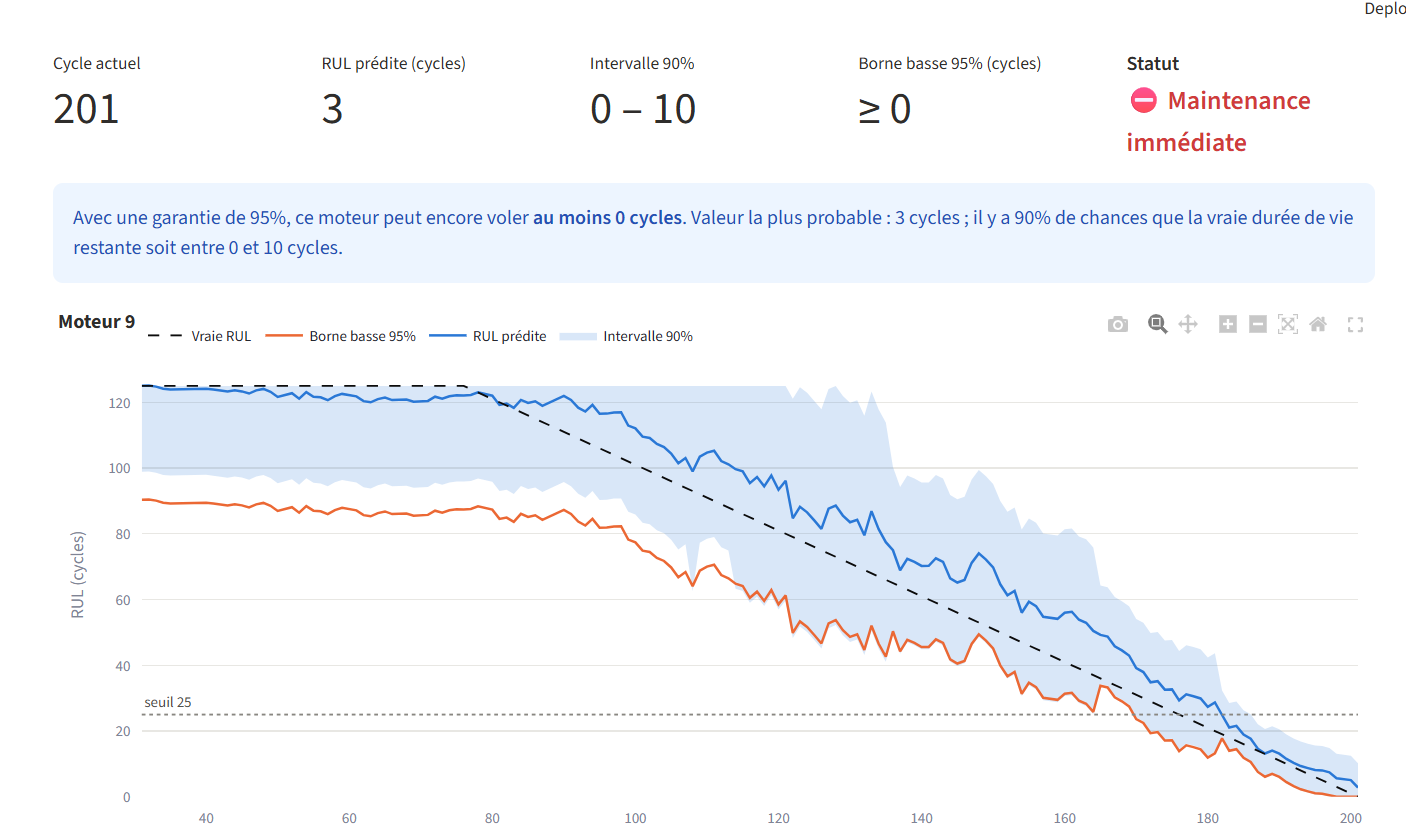 Deplo
Cycle actuel
201
RUL prédite (cycles)
3
Intervalle 90%
0 – 10
Borne basse 95% (cycles)
≥ 0
Statut
Maintenance
immédiate
Avec une garantie de 95%, ce moteur peut encore voler au moins 0 cycles. Valeur la plus probable : 3 cycles ; il y a 90% de chances que la vraie durée de vie
restante soit entre 0 et 10 cycles.
Moteur 9
Vraie RUL
Borne basse 95%
RUL prédite
Intervalle 90%
RUL (cycles)
120
100
80
60
40
seuil 25
20
0
40
60
80
100
120
140
160
180
200